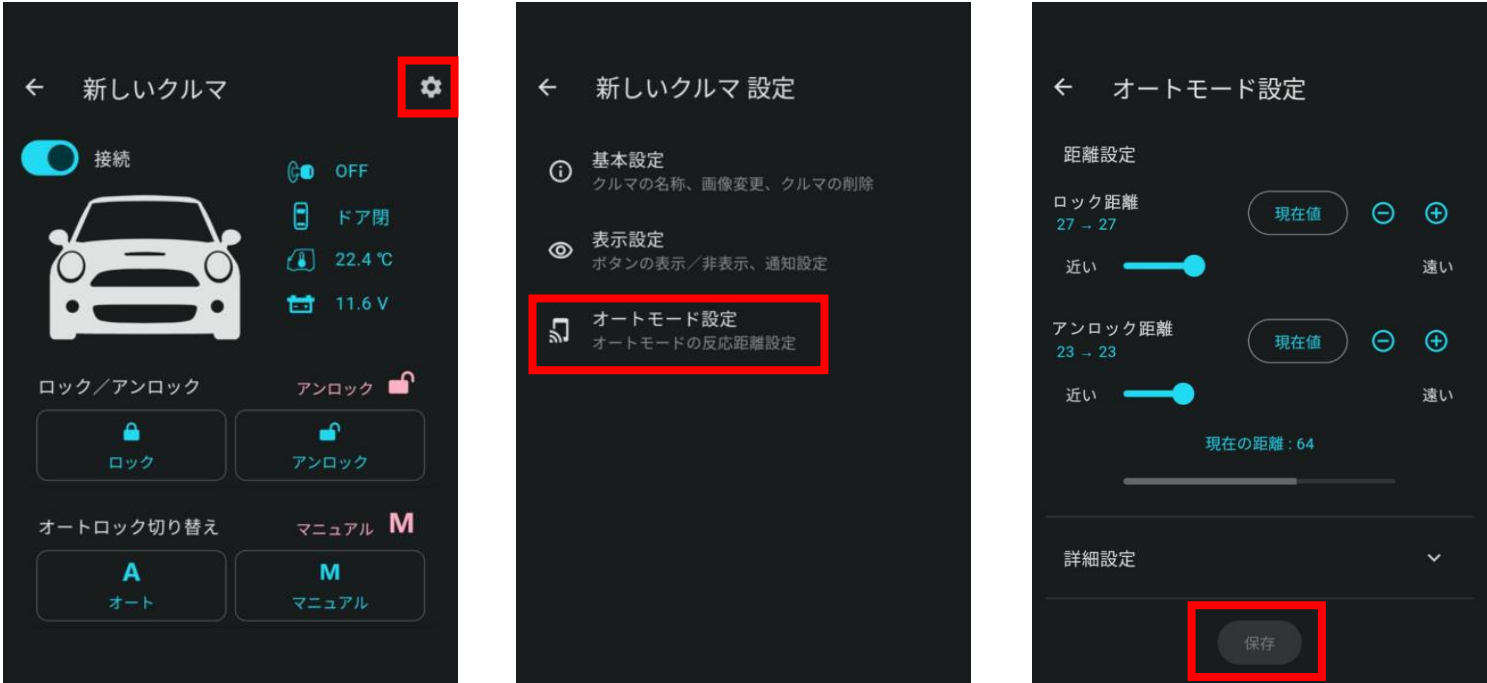 新しいクルマ
接続
OFF
ドア閉
22.4 ℃
11.6 V
ロック／アンロック
アンロック
ロック
アンロック
オートロック切り替え
マニュアル M
A
オート
M
マニュアル
新しいクルマ 設定
基本設定
クルマの名称、画像変更、クルマの削除
表示設定
ボタンの表示／非表示、通知設定
オートモード設定
オートモードの反応距離設定
オートモード設定
距離設定
ロック距離
27 → 27
現在値
近い
遠い
アンロック距離
23 → 23
現在値
近い
遠い
現在の距離 : 64
詳細設定
保存